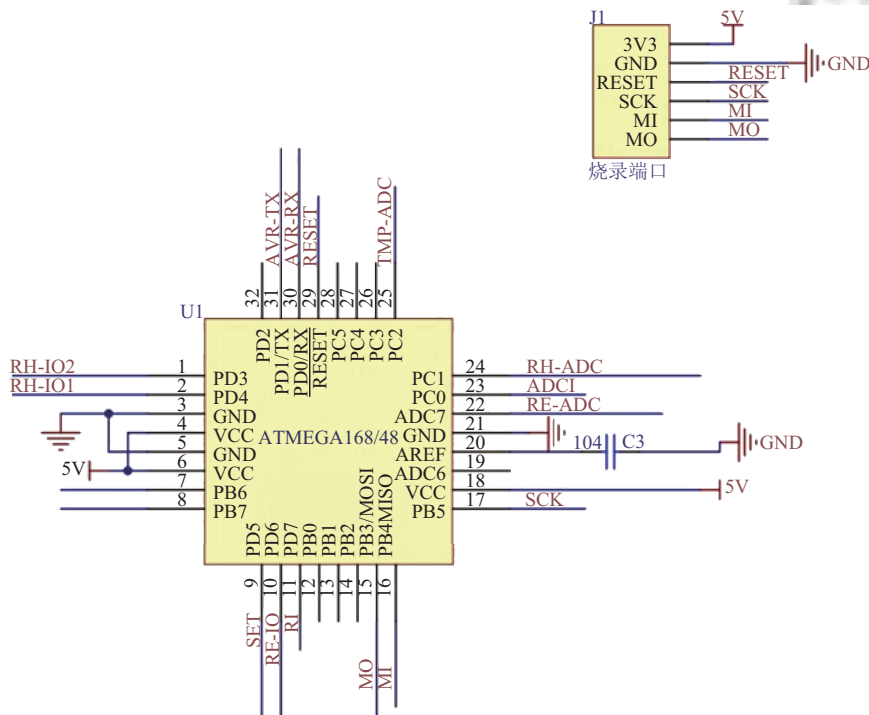 J1
5V
3V3
GND
RESET
SCK
MI
MO
GND
RESET
SCK
MI
MO
烧录端口
AVR-TX
AVR-RX
RESET
TMP-ADC
32
31
30
29
28
27
26
25
U1
PD2
PD1/TX
PD0/RX
RESET
PC5
PC4
PC3
PC2
RH-IO2
RH-IO1
5V
1
2
3
4
5
6
7
8
PD3
PD4
GND
VCC
GND
VCC
PB6
PB7
ATMEGA168/48
PC1
PC0
ADC7
GND
AREF
ADC6
VCC
PB5
24
23
22
21
20
19
18
17
RH-ADC
ADCI
RE-ADC
104
C3
GND
5V
SCK
PD5
PD6
PD7
PB0
PB1
PB2
PB3/MOSI
PB4MISO
9
10
11
12
13
14
15
16
SET
RE-IO
RI
MO
MI